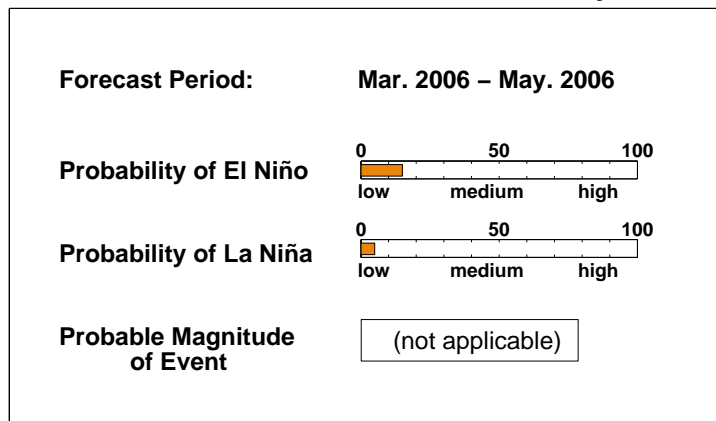 Forecast Period: Mar. 2006 – May. 2006
0 50 100
Probability of El Niño
low medium high
0 50 100
Probability of La Niña
low medium high
Probable Magnitude
of Event
(not applicable)